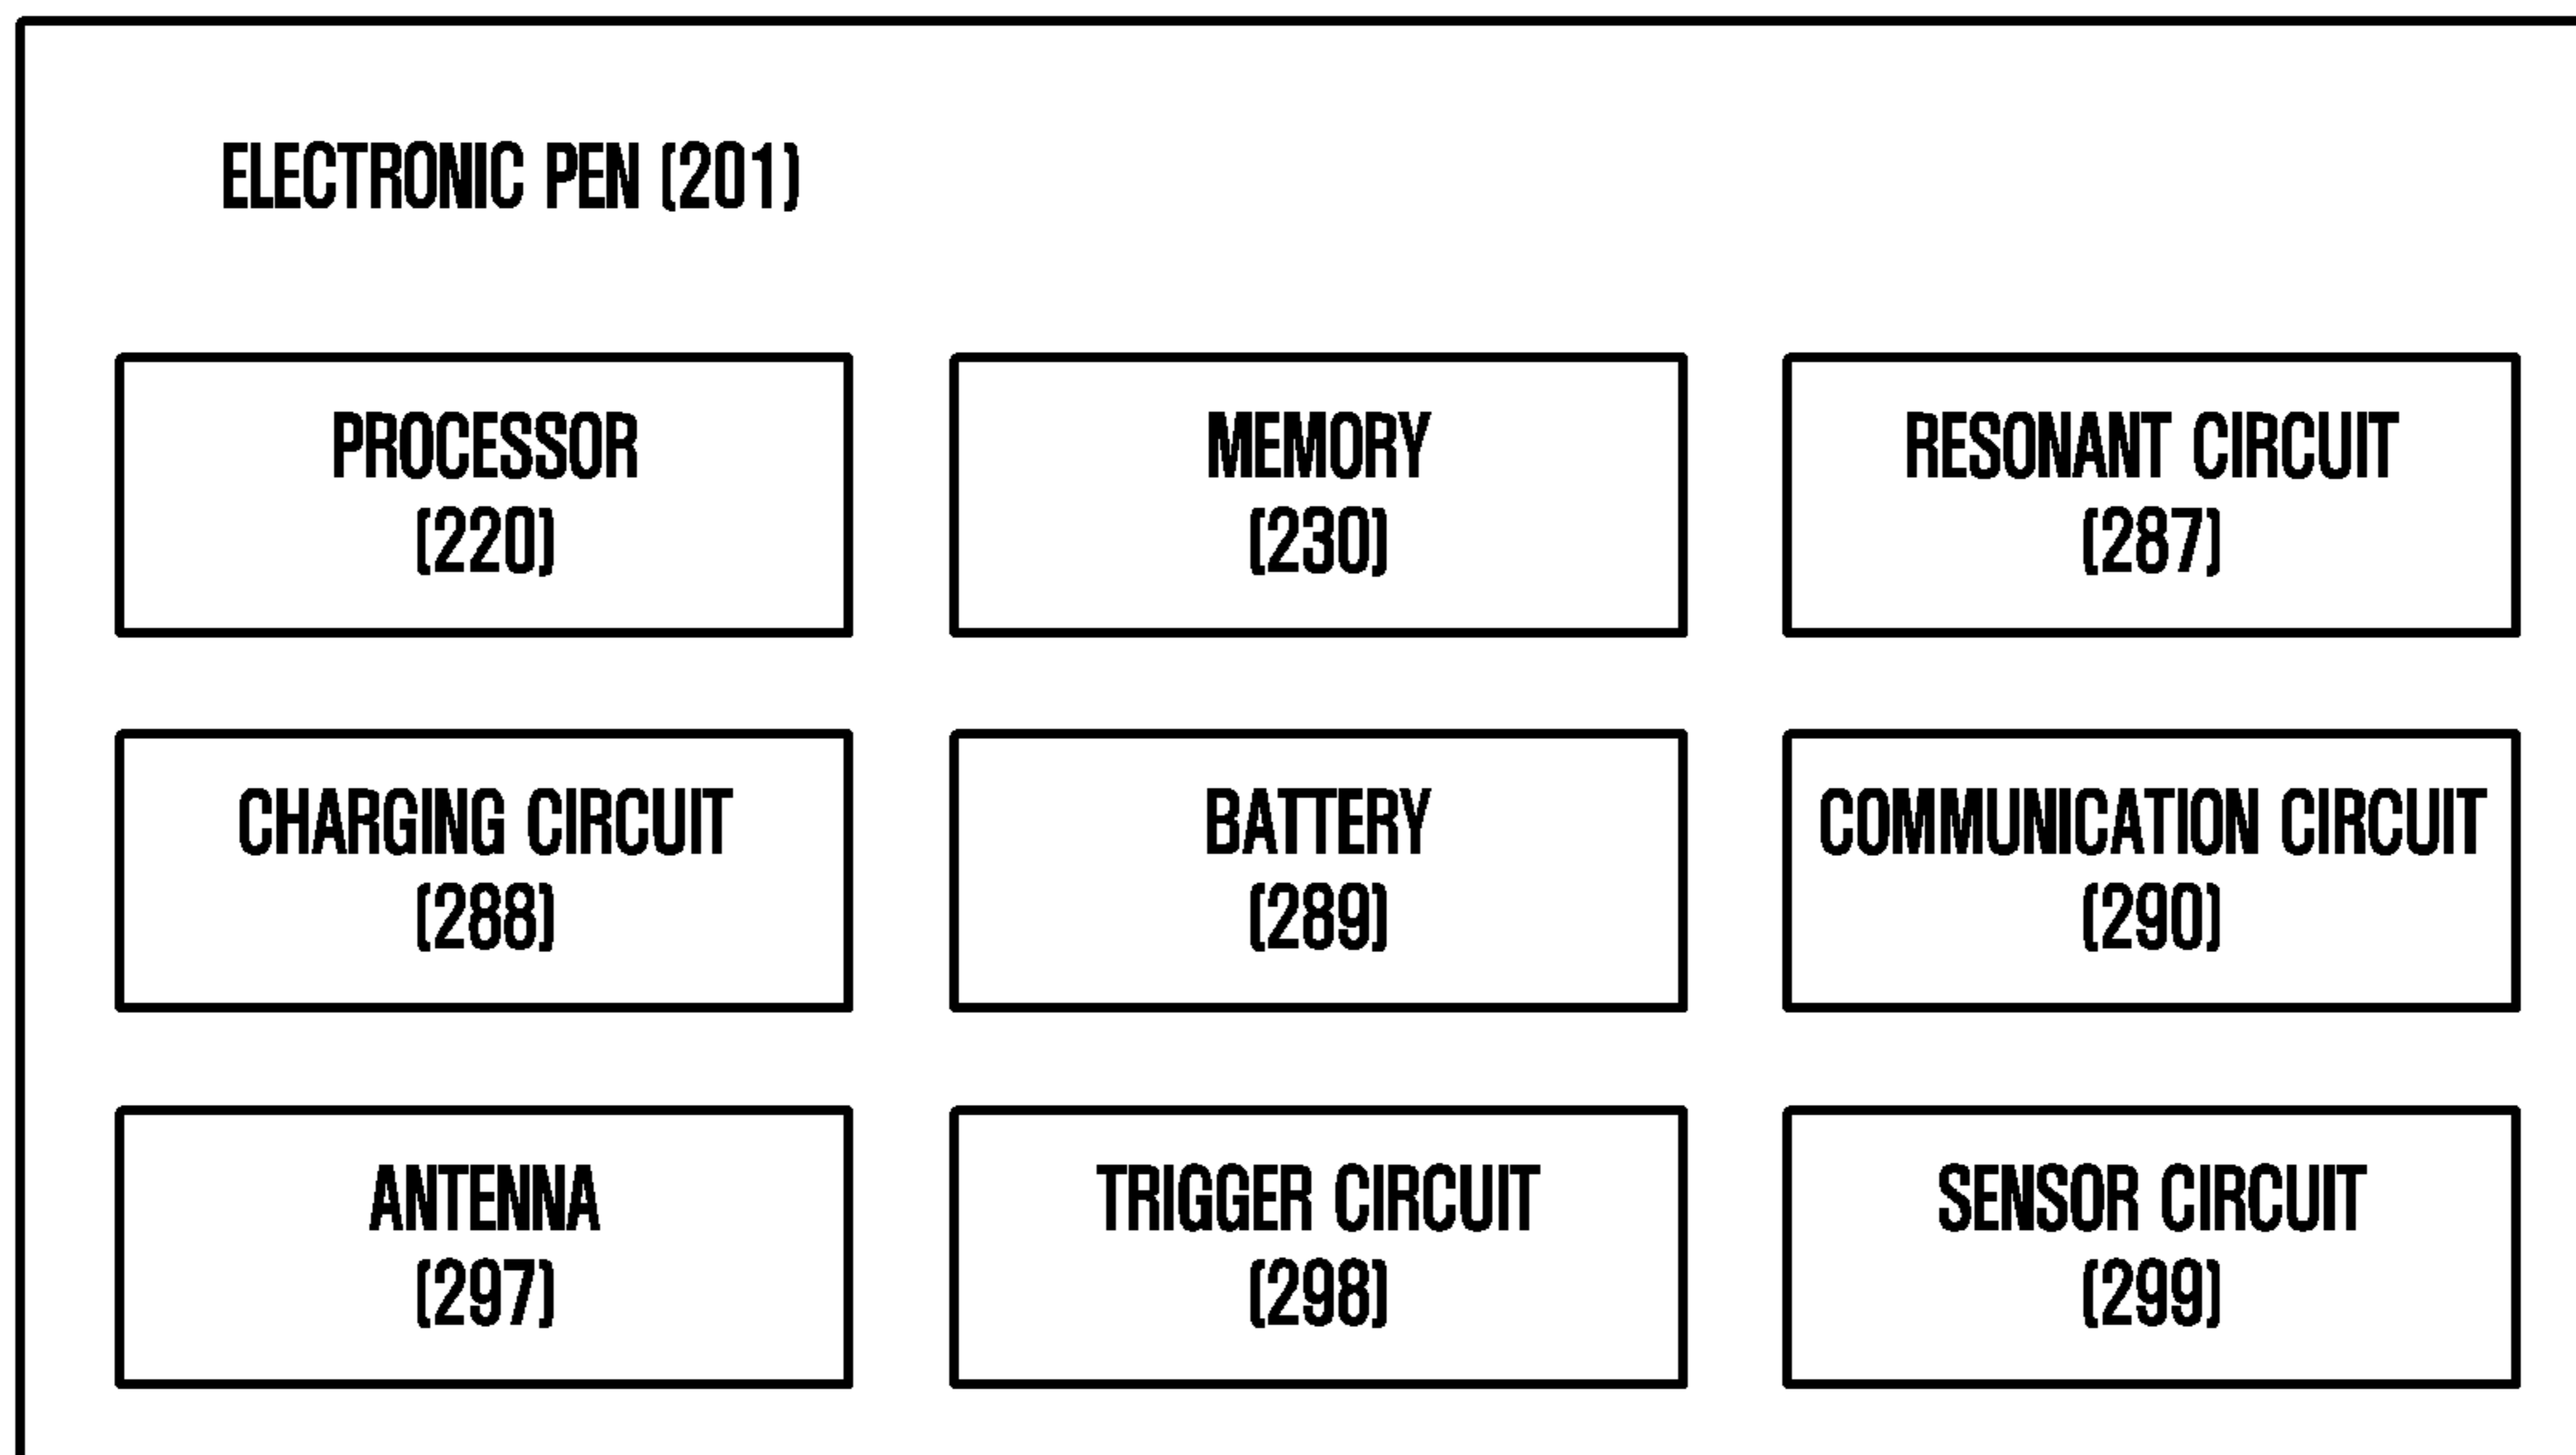 ELECTRONIC PEN (201)
PROCESSOR
(220)
MEMORY
(230)
RESONANT CIRCUIT
(287)
CHARGING CIRCUIT
(288)
BATTERY
(289)
COMMUNICATION CIRCUIT
(290)
ANTENNA
(297)
TRIGGER CIRCUIT
(298)
SENSOR CIRCUIT
(299)